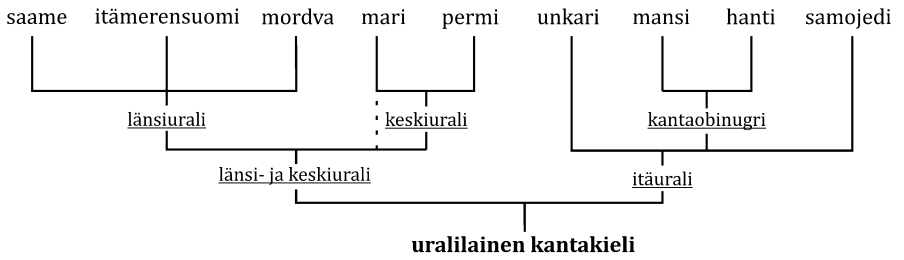 saame itämerensuomi mordva mari permi unkari mansi hanti samojedi
länsiurali keskiurali kantaobinugri
länsi- ja keskiurali itäurali
uralilainen kantakieli